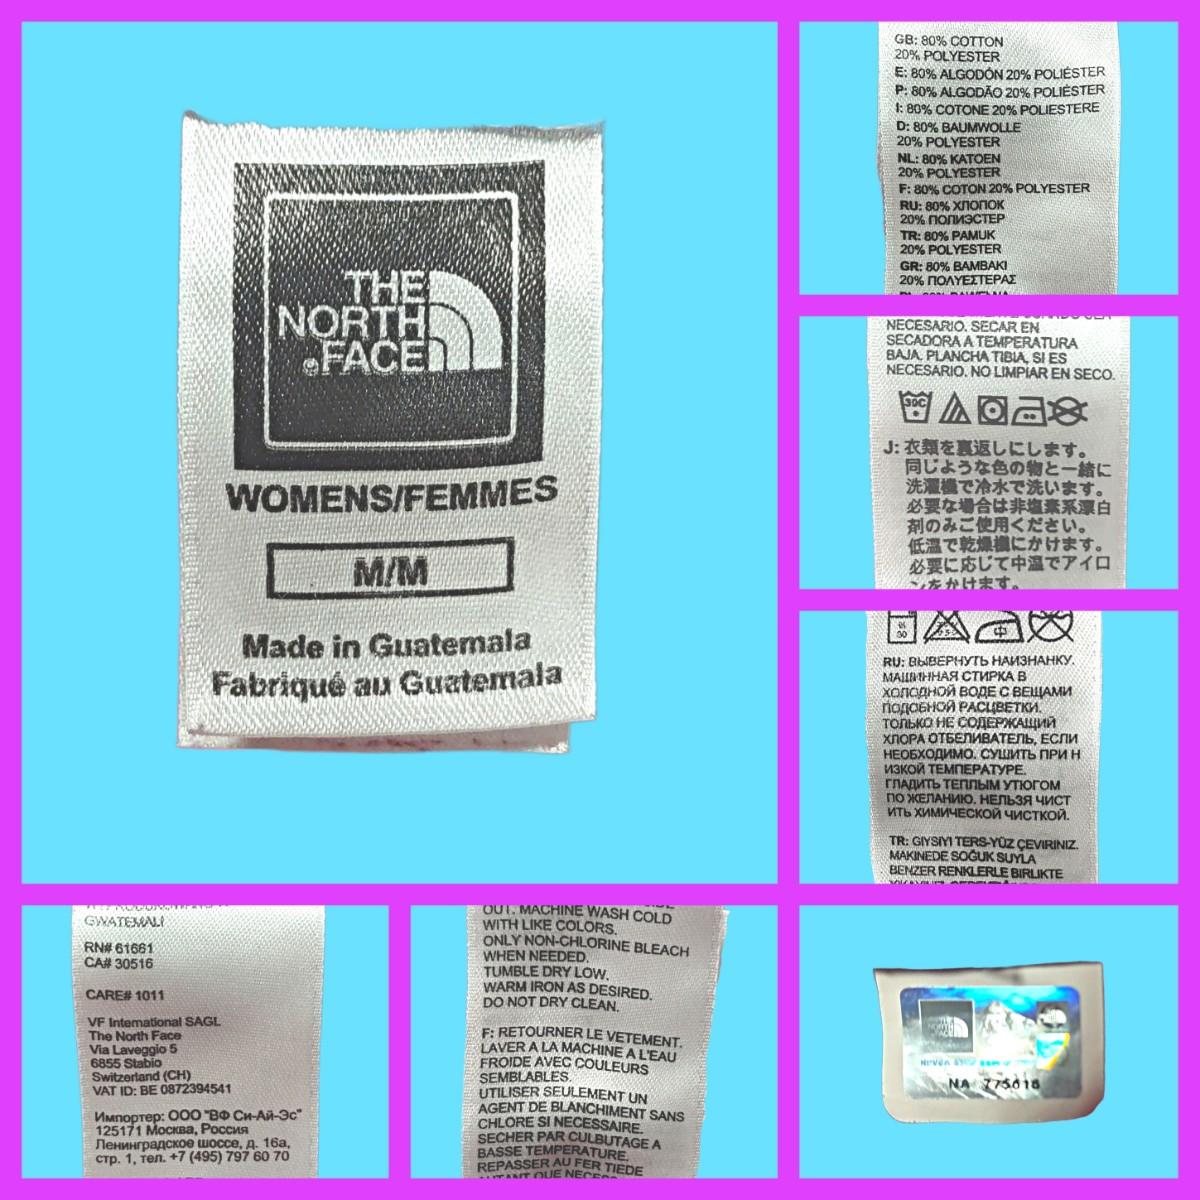 THE
NORTH
FACE
WOMENS/FEMMES
M/M
Made in Guatemala
Fabriqué au Guatemala
GB: 80% COTTON
20% POLYESTER
E: 80% ALGODÓN 20% POLIÉSTER
P: 80% ALGODÃO 20% POLIÉSTER
I: 80% COTONE 20% POLIESTERE
D: 80% BAUMWOLLE
20% POLYESTER
NL: 80% KATOEN
20% POLYESTER
F: 80% COTON 20% POLYESTER
RU: 80% ХЛОПОК
20% ПОЛИЭСТЕР
TR: 80% PAMUK
20% POLYESTER
GR: 80% ΒΑΜΒΑΚΙ
20% ΠΟΛΥΕΣΤΕΡΑΣ
NECESARIO. SECAR EN
SECADORA A TEMPERATURA
BAJA. PLANCHA TIBIA, SI ES
NECESARIO. NO LIMPIAR EN SECO.
30C
J: 衣類を裏返しにします。
同じような色の物と一緒に
洗濯機で冷水で洗います。
必要な場合は非塩素系漂白
剤のみご使用ください。
低温で乾燥機にかけます。
必要に応じて中温でアイロ
ンをかけます。
中
RU: ВЫВЕРНУТЬ НАИЗНАНКУ.
МАШИННАЯ СТИРКА В
ХОЛОДНОЙ ВОДЕ С ВЕЩАМИ
ПОДОБНОЙ РАСЦВЕТКИ.
ТОЛЬКО НЕ СОДЕРЖАЩИЙ
ХЛОРА ОТБЕЛИВАТЕЛЬ, ЕСЛИ
НЕОБХОДИМО. СУШИТЬ ПРИ Н
ИЗКОЙ ТЕМПЕРАТУРЕ.
ГЛАДИТЬ ТЕПЛЫМ УТЮГОМ
ПО ЖЕЛАНИЮ. НЕЛЬЗЯ ЧИСТ
ИТЬ ХИМИЧЕСКОЙ ЧИСТКОЙ.
TR: GIYSIYI TERS-YÜZ ÇEVIRINIZ.
MAKINEDE SOĞUK SUYLA
BENZER RENKLERLE BIRLIKTE
GWATEMALI
RN# 61661
CA# 30516
CARE# 1011
VF International SAGL
The North Face
Via Laveggio 5
6855 Stabio
Switzerland (CH)
VAT ID: BE 0872394541
Импортер: ООО "ВФ Си-Ай-Эс"
125171 Москва, Россия
Ленинградское шоссе, д. 16а,
стр. 1, тел. +7 (495) 797 60 70
OUT. MACHINE WASH COLD
WITH LIKE COLORS.
ONLY NON-CHLORINE BLEACH
WHEN NEEDED.
TUMBLE DRY LOW.
WARM IRON AS DESIRED.
DO NOT DRY CLEAN.
F: RETOURNER LE VETEMENT.
LAVER A LA MACHINE A L'EAU
FROIDE AVEC COULEURS
SEMBLABLES.
UTILISER SEULEMENT UN
AGENT DE BLANCHIMENT SANS
CHLORE SI NECESSAIRE.
SECHER PAR CULBUTAGE A
BASSE TEMPERATURE.
REPASSER AU FER TIEDE
THE
NORTH
FACE
NA 775616